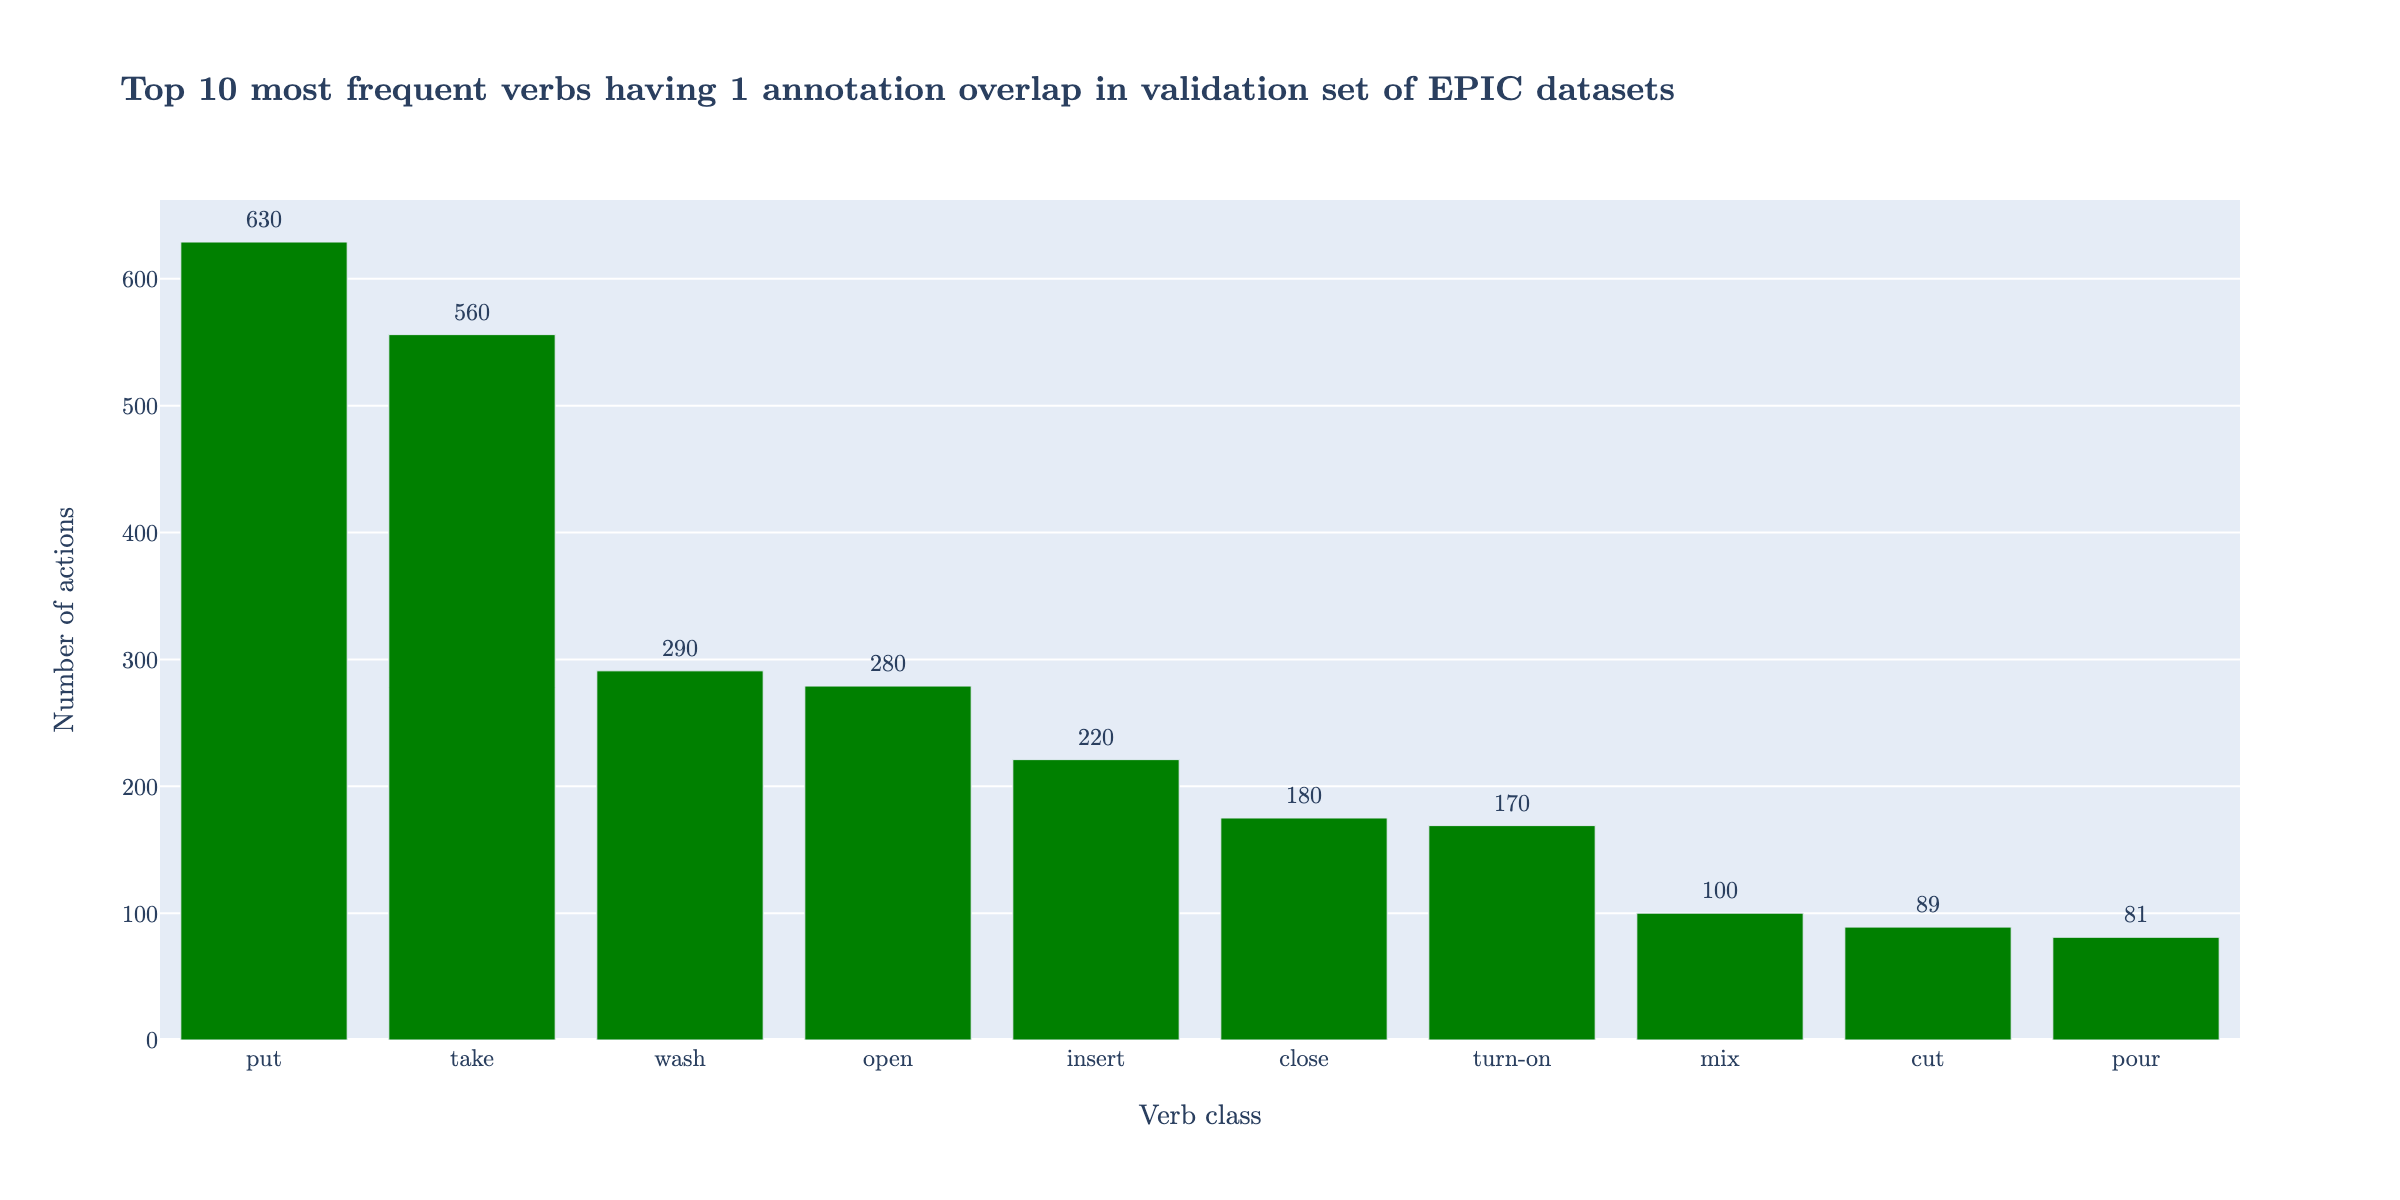 Top 10 most frequent verbs having 1 annotation overlap in validation set of EPIC datasets
630
560
290
280
220
180
170
100
89
81
600
500
400
300
200
100
0
Number of actions
put
take
wash
open
insert
close
turn-on
mix
cut
pour
Verb class